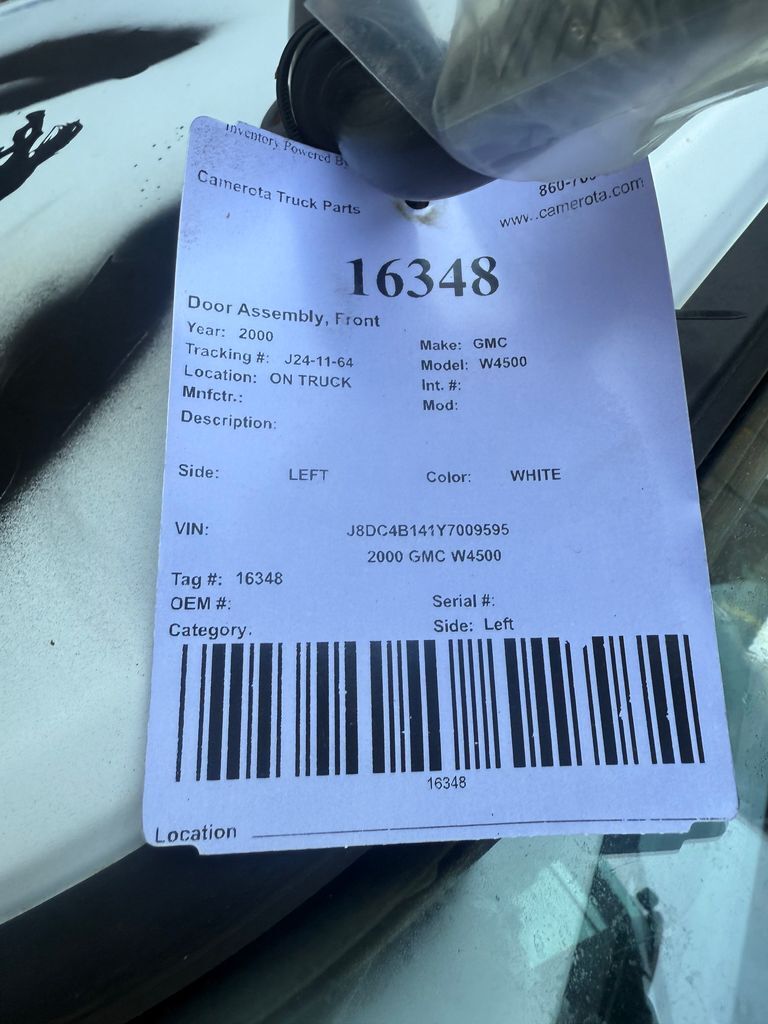 Inventory Powered By
Camerota Truck Parts
860-
www.camerota.com
16348
Door Assembly, Front
Year: 2000
Make: GMC
Tracking #: J24-11-64
Model: W4500
Location: ON TRUCK
Int. #:
Mnfctr.:
Mod:
Description:
Side: LEFT Color: WHITE
VIN: J8DC4B141Y7009595
2000 GMC W4500
Tag #: 16348
OEM #: Serial #:
Category: Side: Left
16348
Location